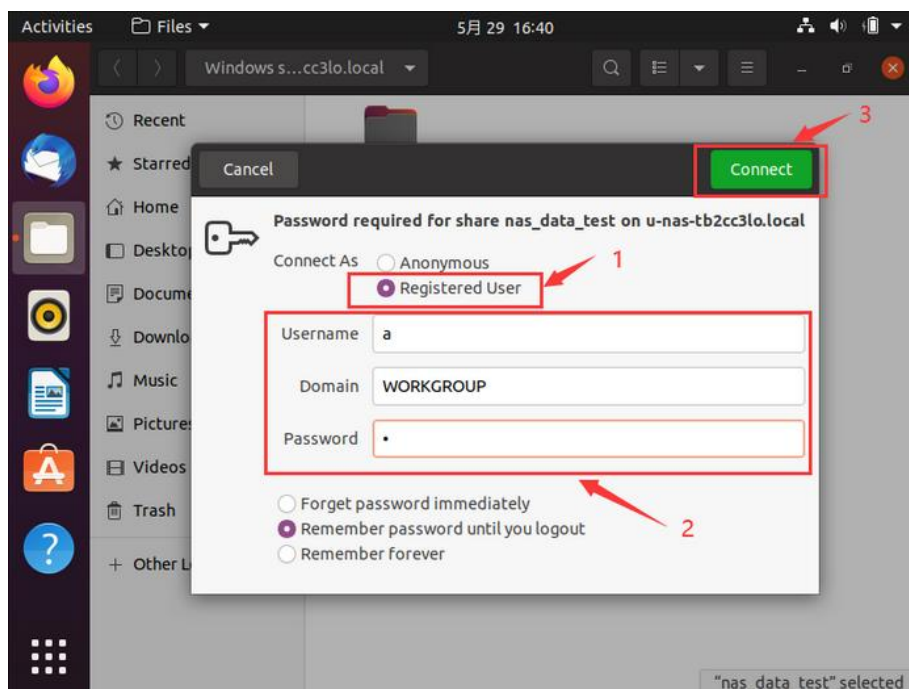 Activities Files 5月 29 16:40
Windows s...cc3lo.local
Recent
3
Starred
Cancel Connect
Home
Password required for share nas_data_test on u-nas-tb2cc3lo.local
Desktop
Connect As Anonymous 1
Registered User
Docume
Username a
Downlo
Music
Domain WORKGROUP
Pictures
Password •
Videos
Forget password immediately
Trash
Remember password until you logout 2
Remember forever
+ Other L
"nas_data_test" selected